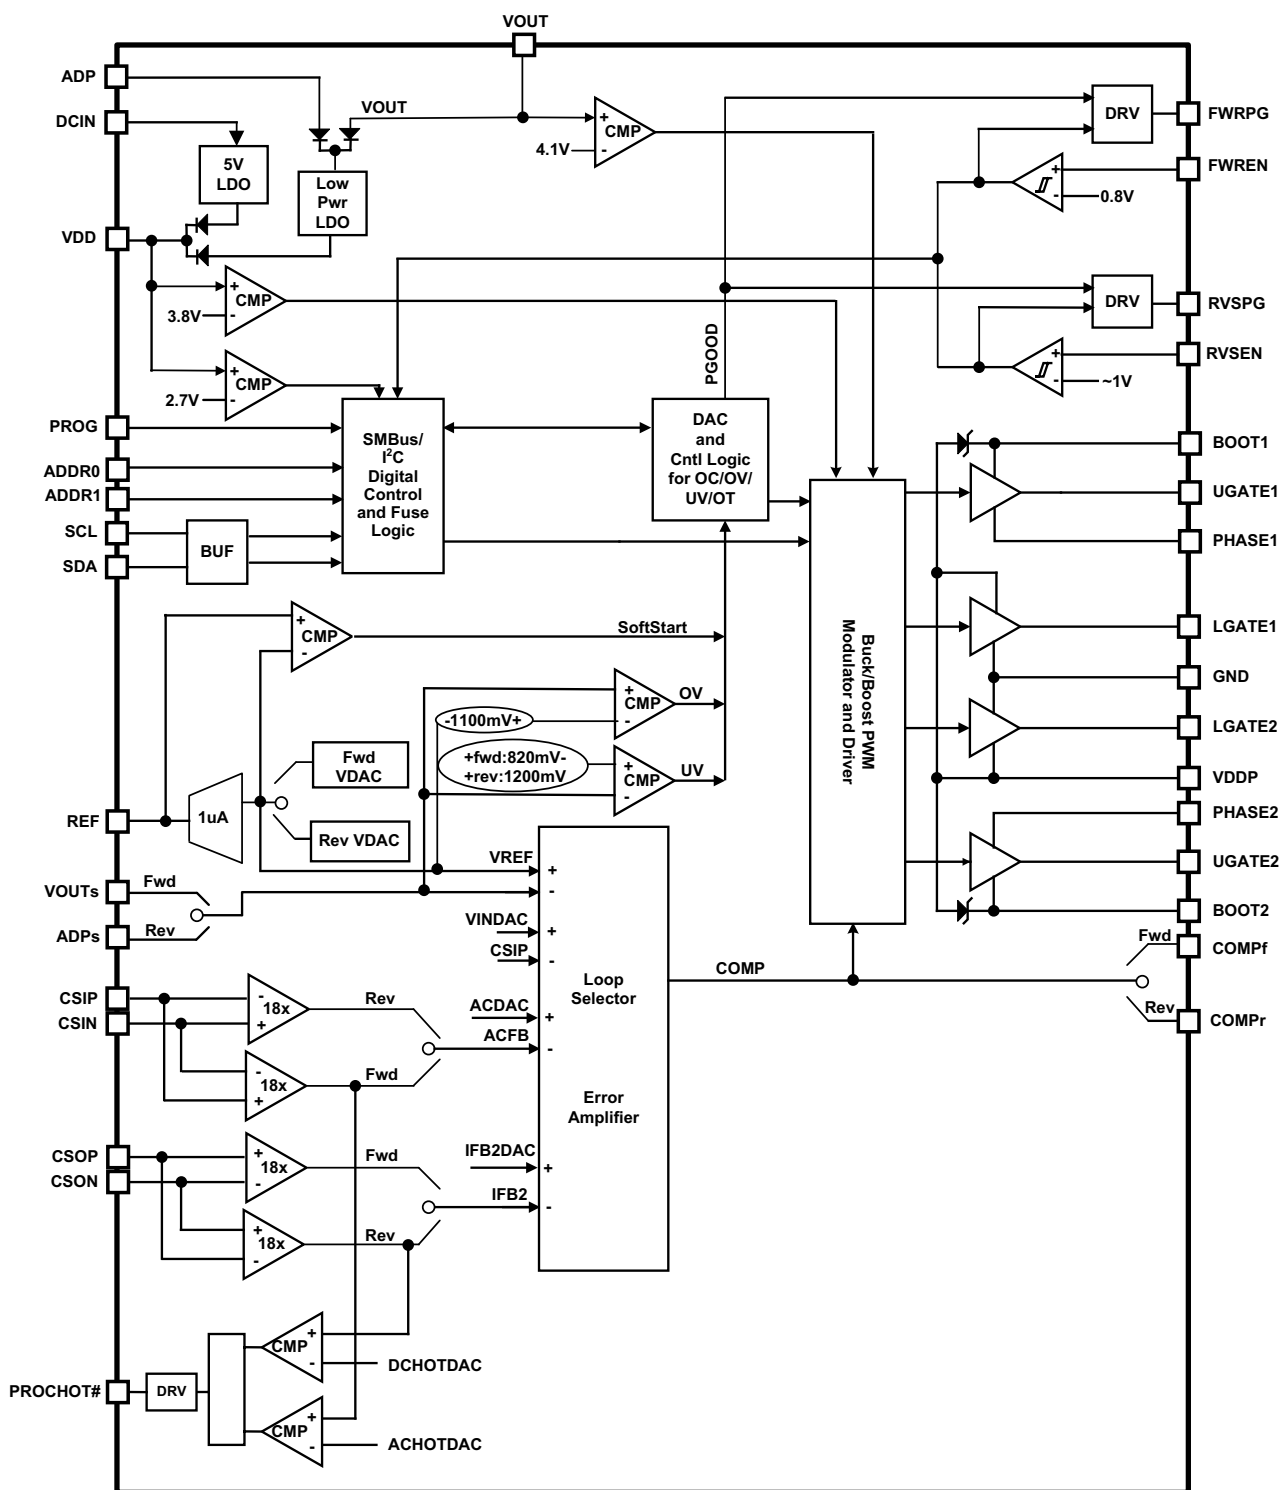 VOUT
ADP
DCIN
VDD
PROG
ADDR0
ADDR1
SCL
SDA
REF
VOUTs
ADPs
CSIP
CSIN
CSOP
CSON
PROCHOT#
VOUT
5V
LDO
Low
Pwr
LDO
+
-
CMP
4.1V
+
-
CMP
3.8V
+
-
CMP
2.7V
BUF
SMBus/
I²C
Digital
Control
and Fuse
Logic
PGOOD
DAC
and
Cntl Logic
for OC/OV/
UV/OT
Buck/Boost PWM
Modulator and Driver
DRV
+
-
0.8V
DRV
+
-
~1V
FWRPG
FWREN
RVSPG
RVSEN
BOOT1
UGATE1
PHASE1
LGATE1
GND
LGATE2
VDDP
PHASE2
UGATE2
BOOT2
COMPf
COMPr
+
-
CMP
SoftStart
+
-
CMP
OV
-1100mV+
+fwd:820mV-
+rev:1200mV
+
-
CMP
UV
1uA
Fwd
VDAC
Rev VDAC
Fwd
Rev
VREF
+
-
VINDAC
+
CSIP
-
ACDAC
+
ACFB
-
IFB2DAC
+
IFB2
-
Loop
Selector
Error
Amplifier
COMP
Fwd
Rev
-
+
18x
Rev
-
+
18x
Fwd
+
-
18x
Fwd
+
-
18x
Rev
CMP
+
-
DCHOTDAC
CMP
+
-
ACHOTDAC
DRV